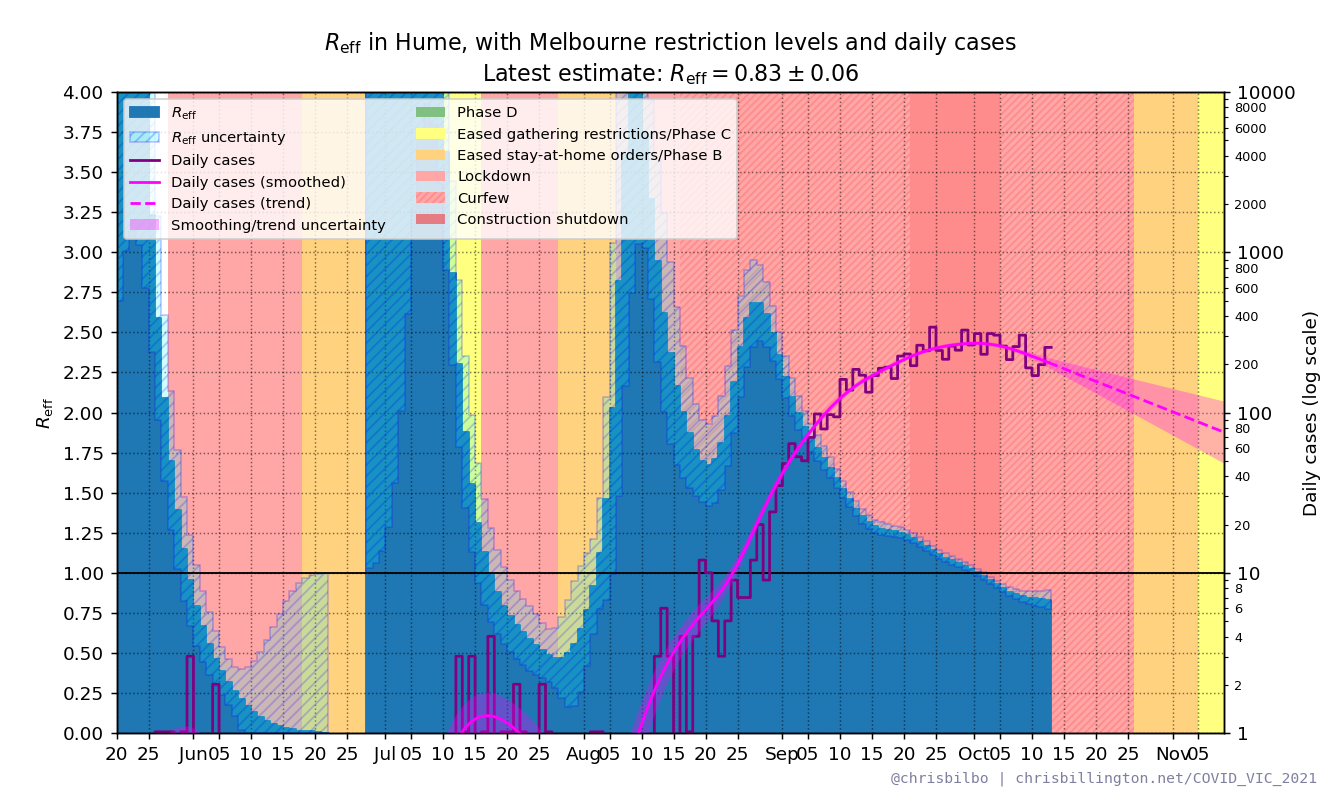 R_eff in Hume, with Melbourne restriction levels and daily cases
Latest estimate: R_eff = 0.83 ± 0.06
R_eff
R_eff uncertainty
Daily cases
Daily cases (smoothed)
Daily cases (trend)
Smoothing/trend uncertainty
Phase D
Eased gathering restrictions/Phase C
Eased stay-at-home orders/Phase B
Lockdown
Curfew
Construction shutdown
R_eff
4.00
3.75
3.50
3.25
3.00
2.75
2.50
2.25
2.00
1.75
1.50
1.25
1.00
0.75
0.50
0.25
0.00
10000
8000
6000
4000
2000
1000
800
600
400
200
100
80
60
40
20
10
8
6
4
2
1
Daily cases (log scale)
20 25 Jun 05 10 15 20 25 Jul 05 10 15 20 25 Aug 05 10 15 20 25 Sep 05 10 15 20 25 Oct 05 10 15 20 25 Nov 05
@chrisbilbo | chrisbillington.net/COVID_VIC_2021